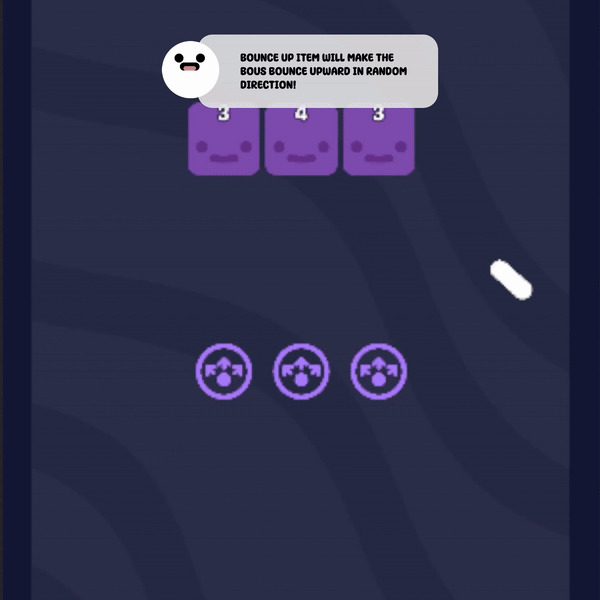 BOUNCE UP ITEM WILL MAKE THE
BOUS BOUNCE UPWARD IN RANDOM
DIRECTION!
3 4 3